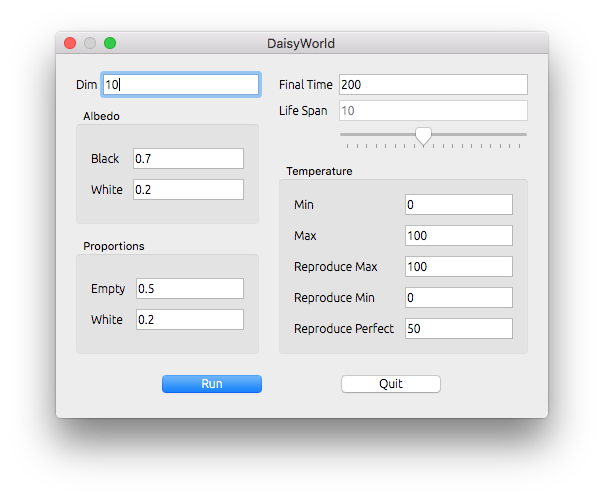 DaisyWorld
Dim 10
Final Time 200
Life Span 10
Albedo
Black 0.7
White 0.2
Proportions
Empty 0.5
White 0.2
Temperature
Min 0
Max 100
Reproduce Max 100
Reproduce Min 0
Reproduce Perfect 50
Run
Quit